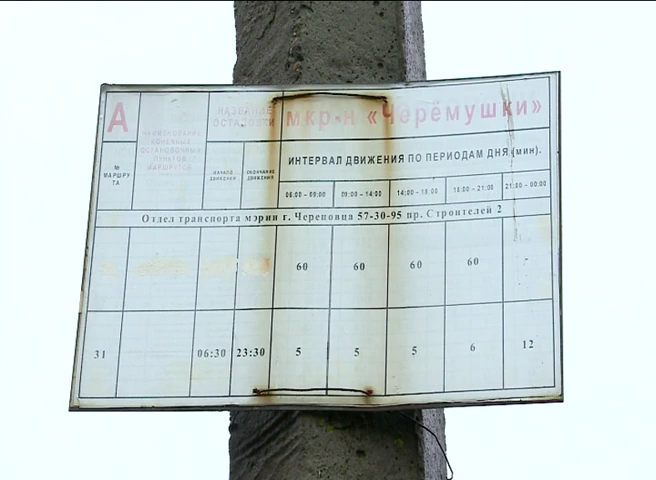 А
НАЗВАНИЕ ОСТАНОВКИ
мкр-н «Черёмушки»
№ МАРШРУТА
НАИМЕНОВАНИЕ КОНЕЧНЫХ ОСТАНОВОЧНЫХ ПУНКТОВ МАРШРУТОВ
НАЧАЛО ДВИЖЕНИЯ
ОКОНЧАНИЕ ДВИЖЕНИЯ
ИНТЕРВАЛ ДВИЖЕНИЯ ПО ПЕРИОДАМ ДНЯ (мин).
06:00 – 09:00 09:00 – 14:00 14:00 – 18:00 18:00 – 21:00 21:00 – 00:00
Отдел транспорта мэрии г. Череповца 57-30-95 пр. Строителей 2
60 60 60 60 -
31 06:30 23:30 5 5 5 6 12